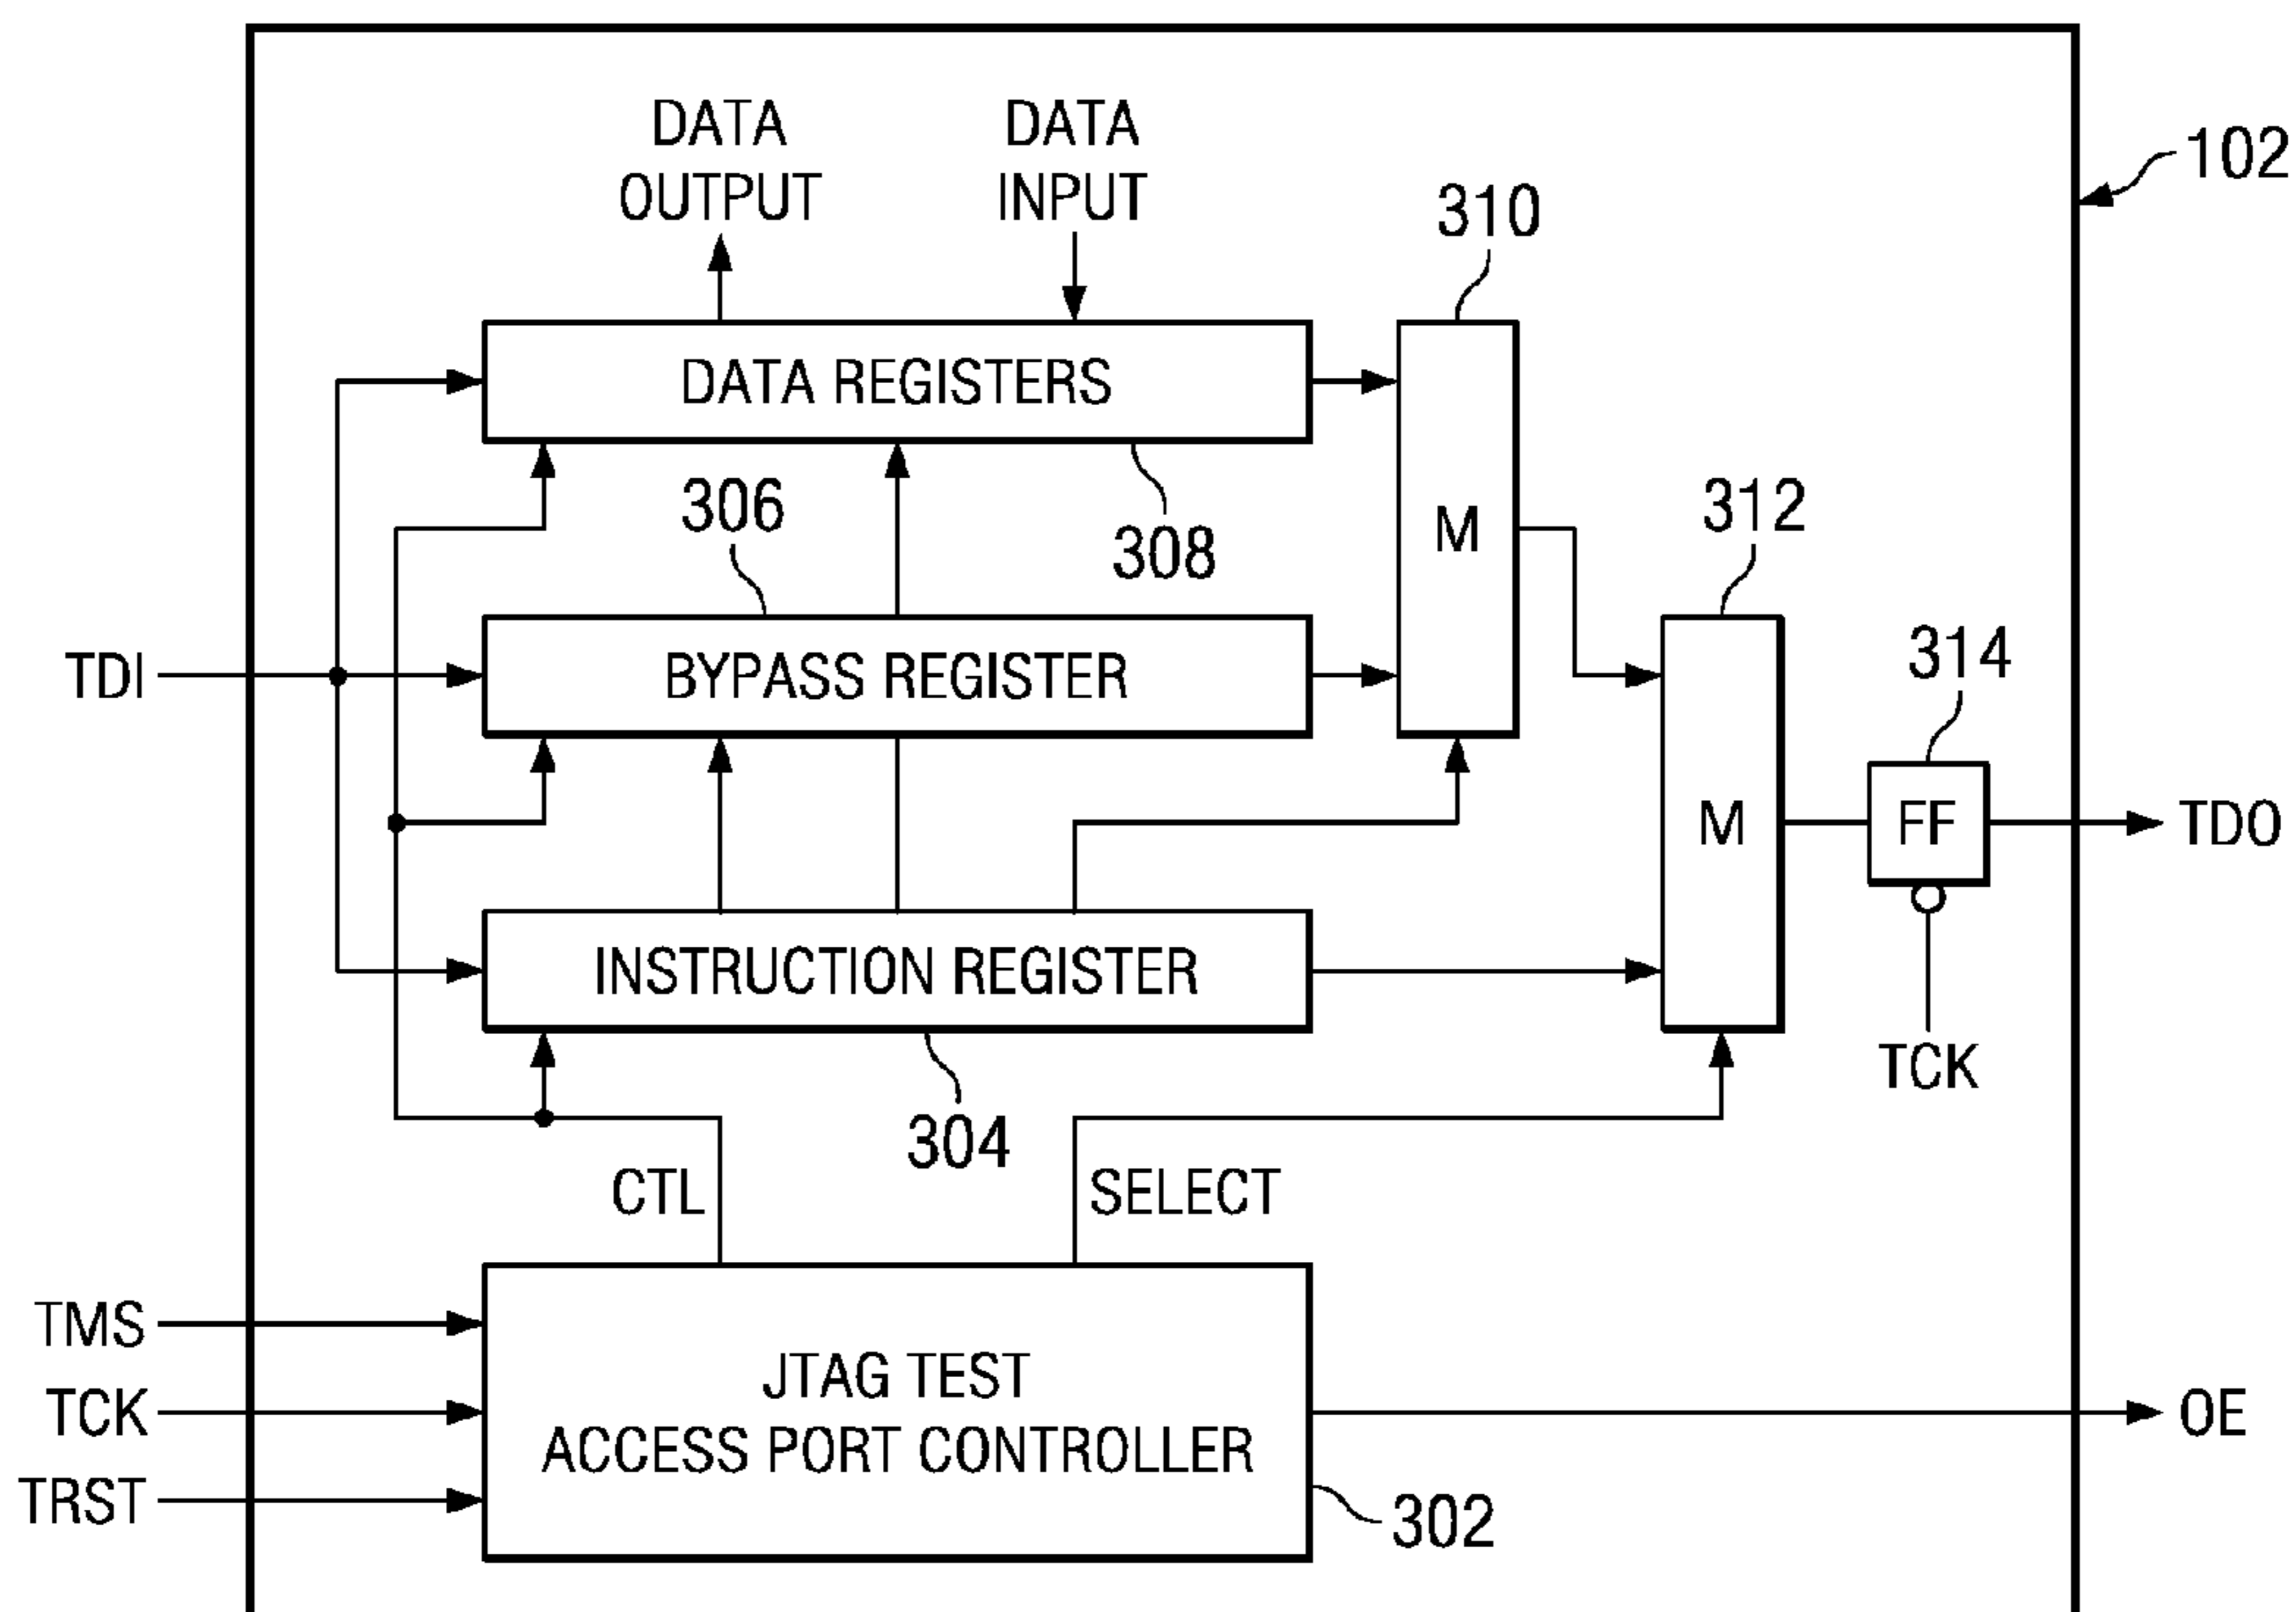 DATA
OUTPUT
DATA
INPUT
102
310
DATA REGISTERS
306
308
M
312
TDI
BYPASS REGISTER
314
M
FF
TDO
INSTRUCTION REGISTER
304
TCK
CTL
SELECT
TMS
TCK
TRST
JTAG TEST
ACCESS PORT CONTROLLER
OE
302